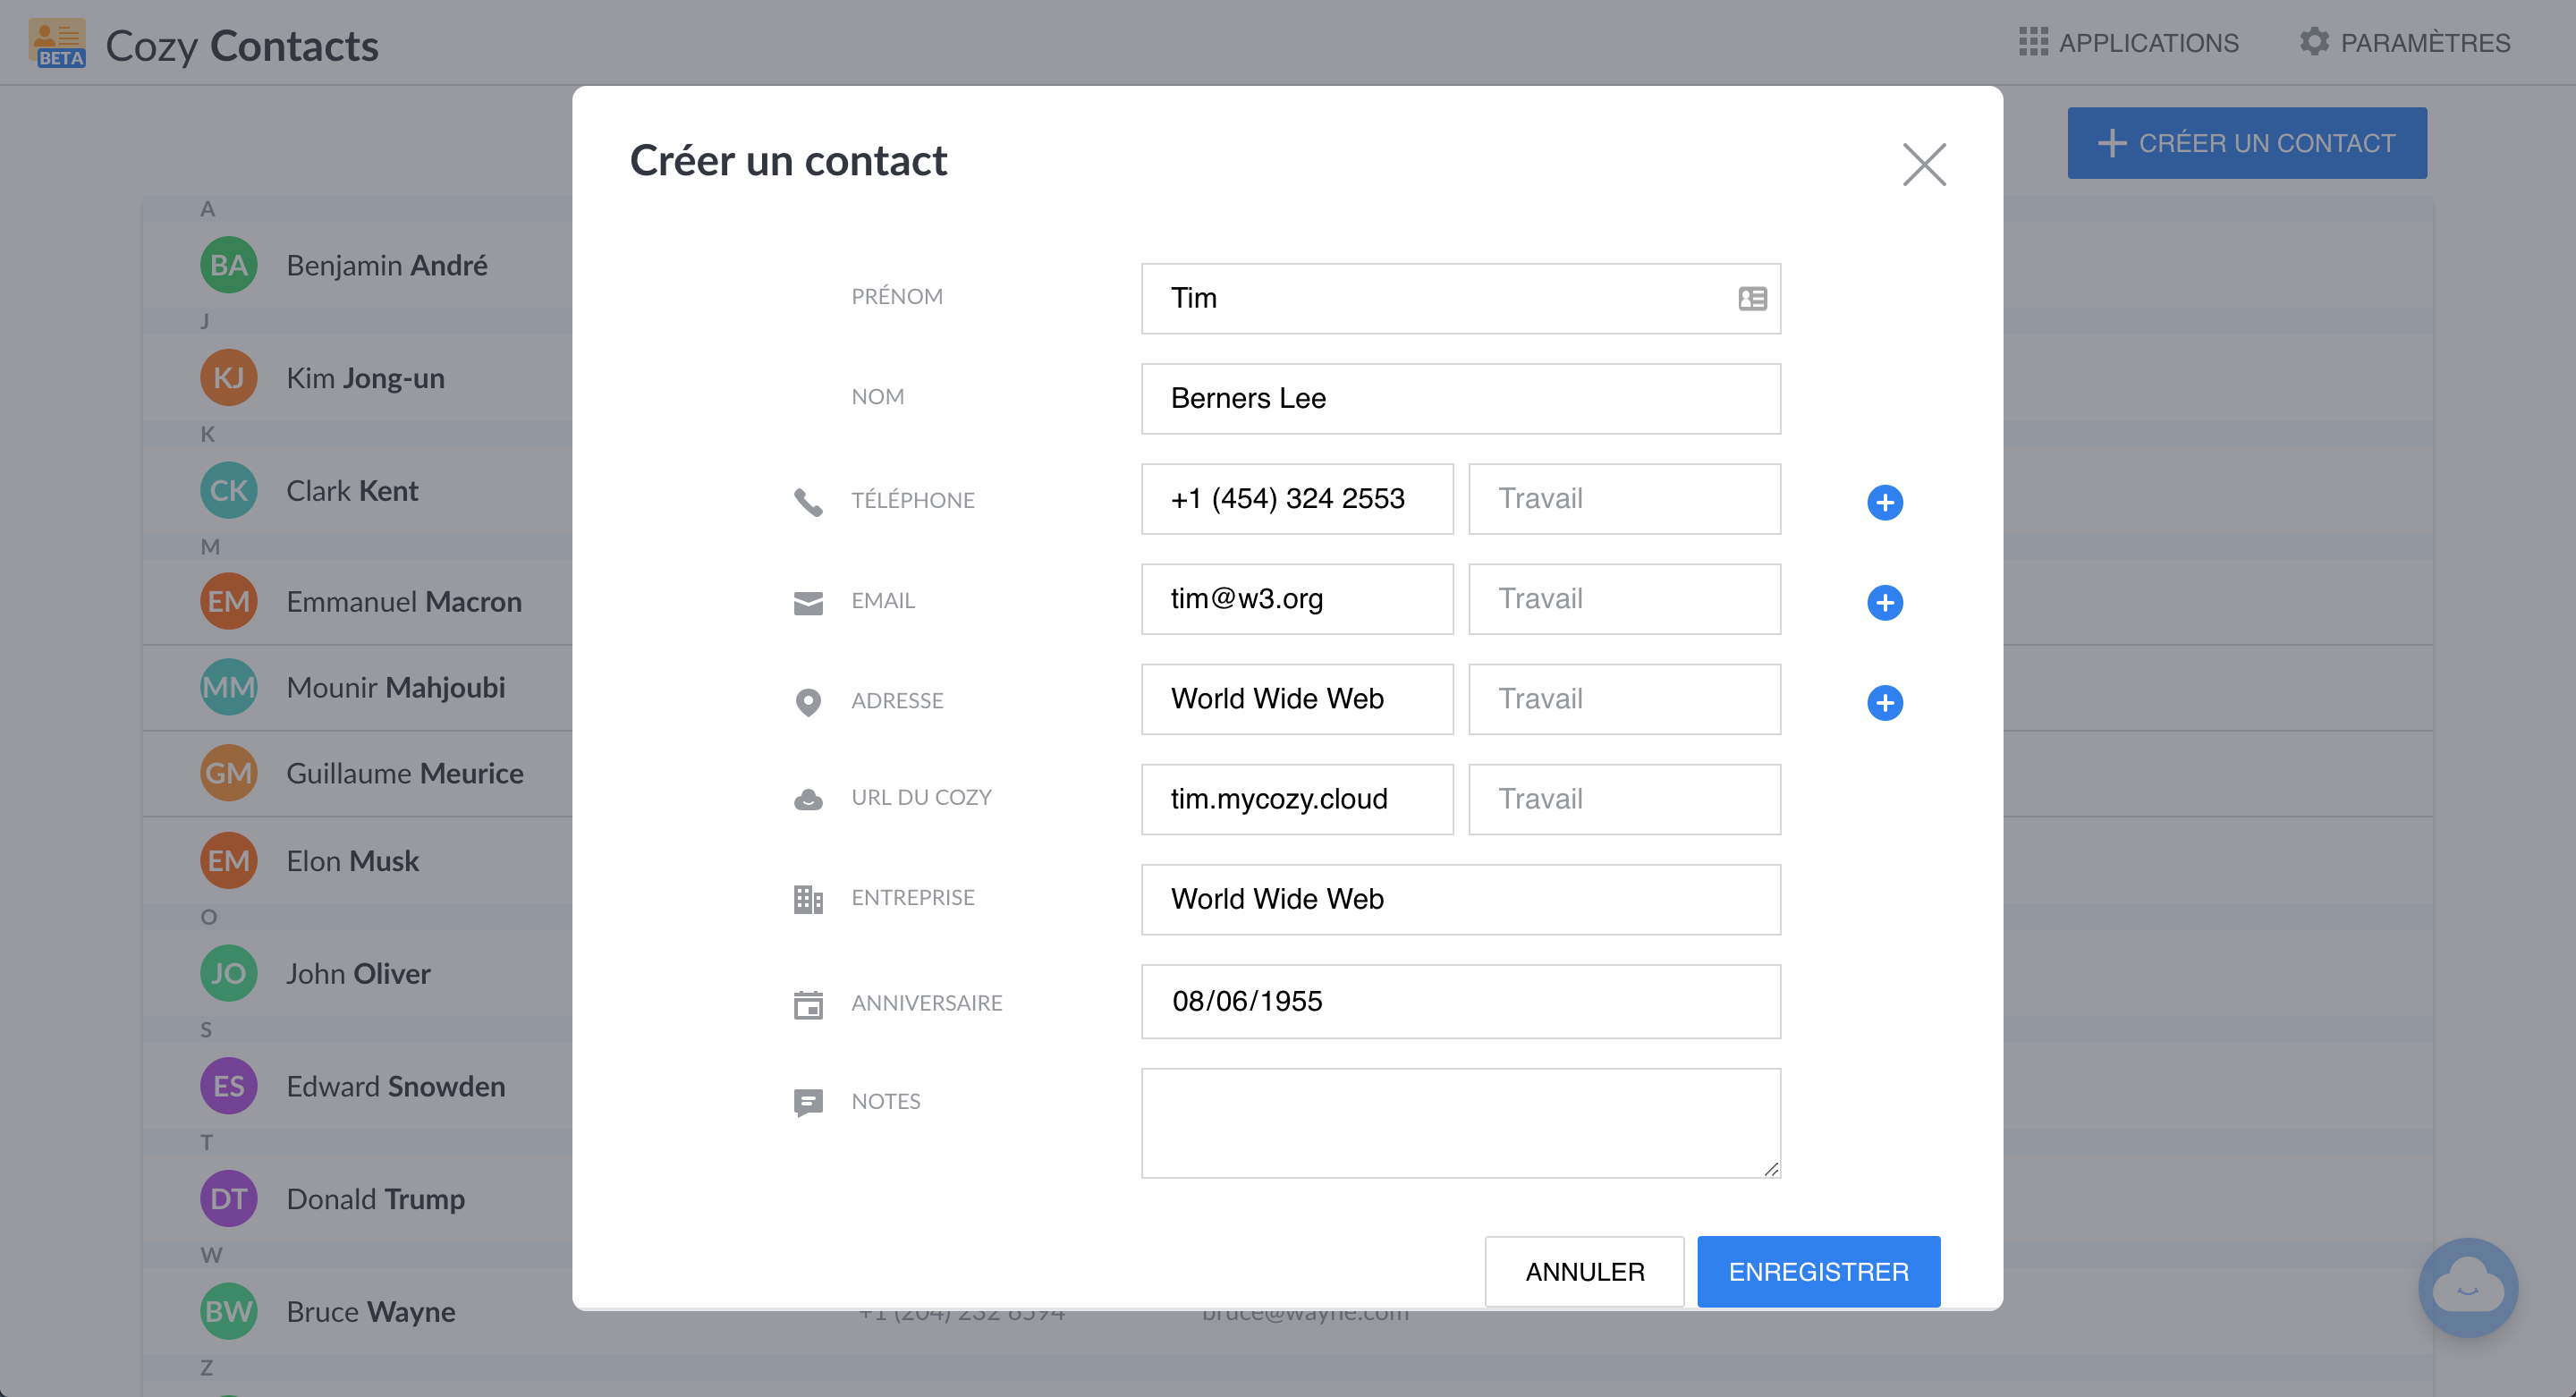 BETA
Cozy Contacts
APPLICATIONS
PARAMÈTRES
CRÉER UN CONTACT
A
BA Benjamin André
J
KJ Kim Jong-un
K
CK Clark Kent
M
EM Emmanuel Macron
MM Mounir Mahjoubi
GM Guillaume Meurice
EM Elon Musk
O
JO John Oliver
S
ES Edward Snowden
T
DT Donald Trump
W
BW Bruce Wayne +1 (204) 232 6594 bruce@wayne.com
Z
Créer un contact
PRÉNOM Tim
NOM Berners Lee
TÉLÉPHONE +1 (454) 324 2553 Travail
EMAIL tim@w3.org Travail
ADRESSE World Wide Web Travail
URL DU COZY tim.mycozy.cloud Travail
ENTREPRISE World Wide Web
ANNIVERSAIRE 08/06/1955
NOTES
ANNULER ENREGISTRER